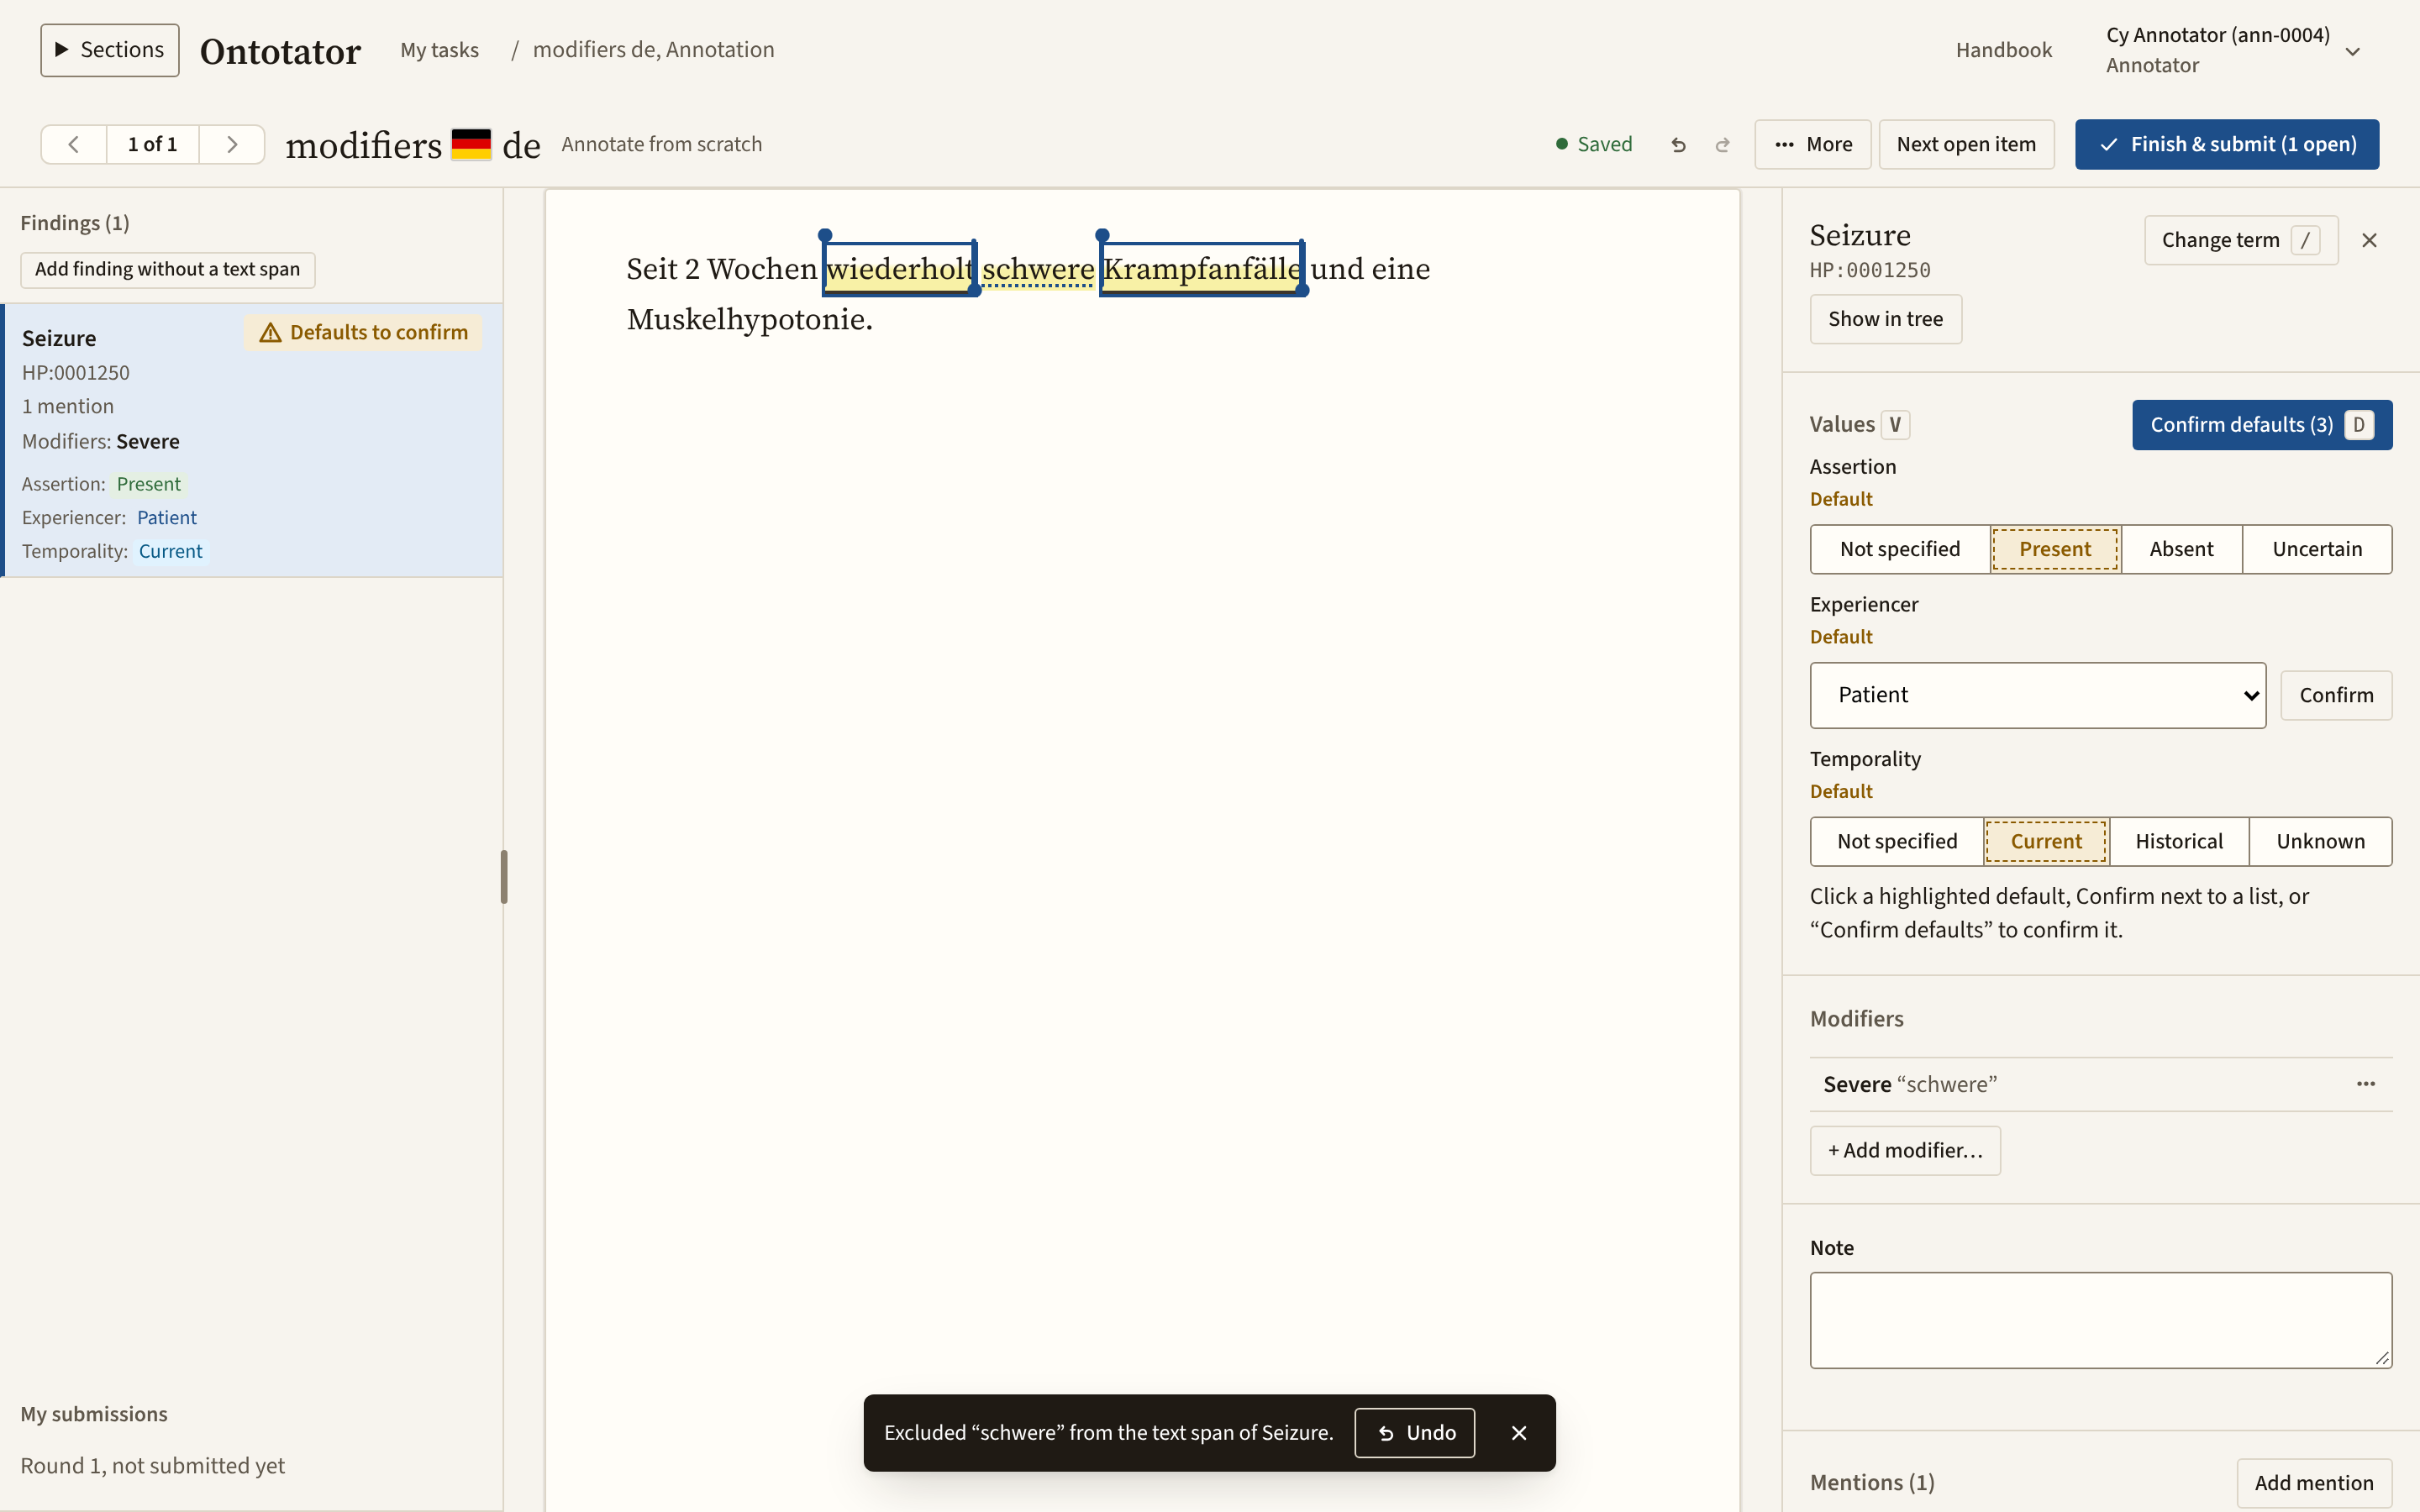 Sections
Ontotator
My tasks / modifiers de, Annotation
Handbook
Cy Annotator (ann-0004)
Annotator
1 of 1
modifiers de
Annotate from scratch
Saved
More
Next open item
Finish & submit (1 open)
Findings (1)
Add finding without a text span
Seizure
Defaults to confirm
HP:0001250
1 mention
Modifiers: Severe
Assertion: Present
Experiencer: Patient
Temporality: Current
My submissions
Round 1, not submitted yet
Seit 2 Wochen wiederholt schwere Krampfanfälle und eine
Muskelhypotonie.
Excluded “schwere” from the text span of Seizure.
Undo
Seizure
HP:0001250
Change term /
Show in tree
Values V
Confirm defaults (3) D
Assertion
Default
Not specified Present Absent Uncertain
Experiencer
Default
Patient
Confirm
Temporality
Default
Not specified Current Historical Unknown
Click a highlighted default, Confirm next to a list, or
“Confirm defaults” to confirm it.
Modifiers
Severe “schwere”
+ Add modifier…
Note
Mentions (1)
Add mention